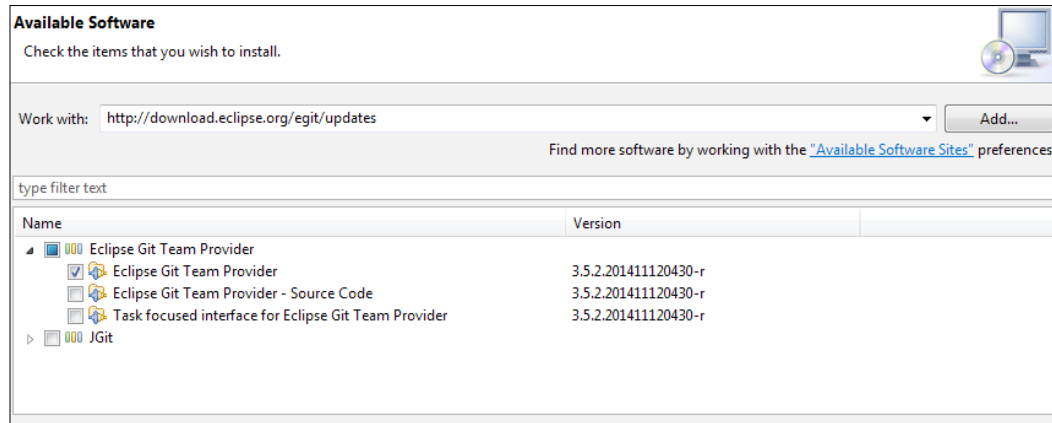 Available Software
Check the items that you wish to install.
Work with: http://download.eclipse.org/egit/updates Add...
Find more software by working with the "Available Software Sites" preferences
type filter text
Name Version
Eclipse Git Team Provider
Eclipse Git Team Provider 3.5.2.201411120430-r
Eclipse Git Team Provider - Source Code 3.5.2.201411120430-r
Task focused interface for Eclipse Git Team Provider 3.5.2.201411120430-r
JGit